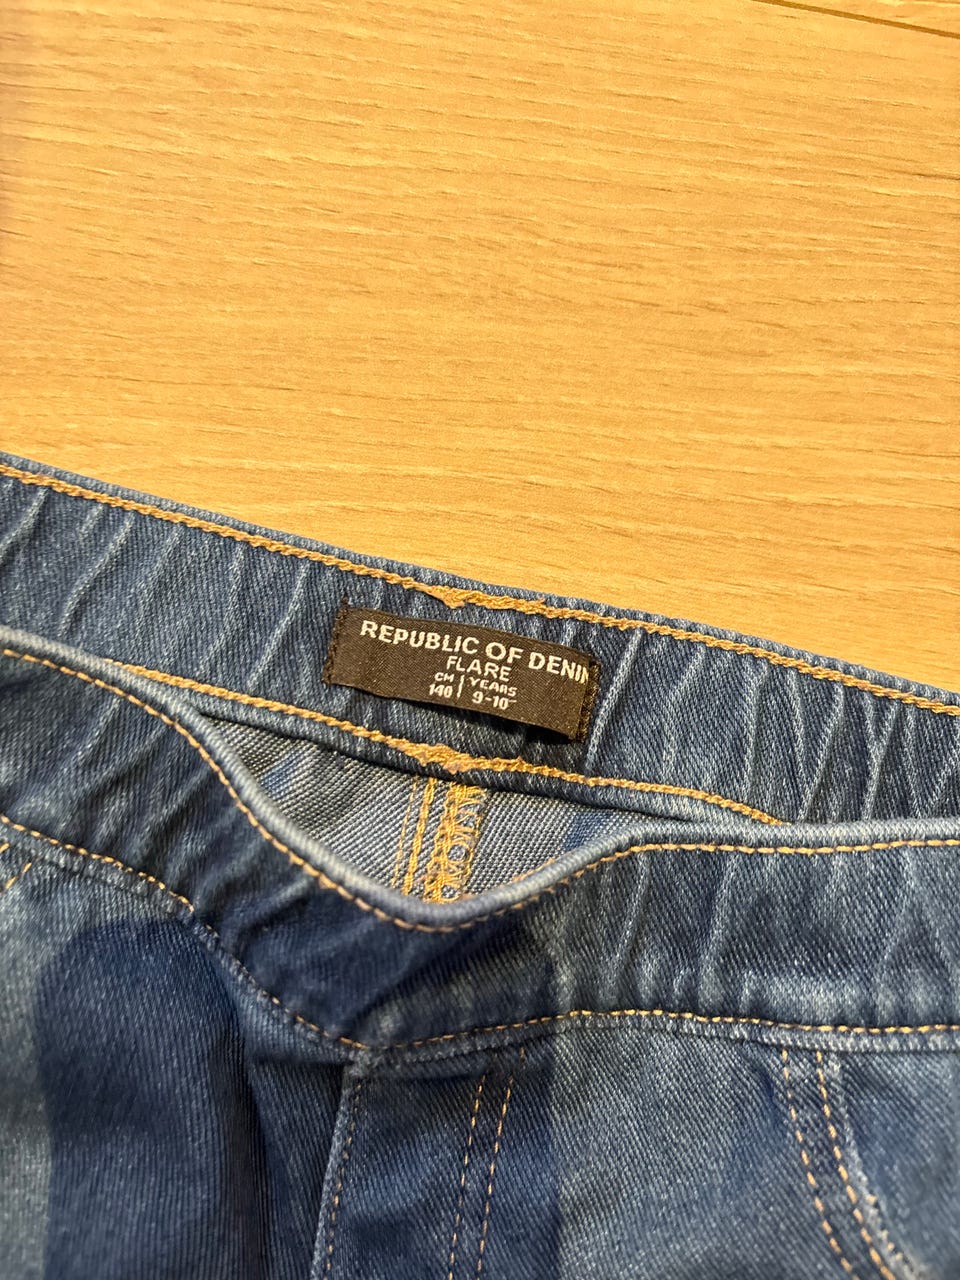 REPUBLIC OF DENIM
FLARE
CM | YEARS
140 | 9-10